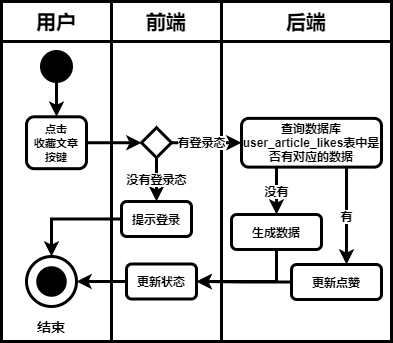 用户
前端
后端
点击
收藏文章
按键
有登录态
查询数据库
user_article_likes表中是
否有对应的数据
没有登录态
没有
有
提示登录
生成数据
更新状态
更新点赞
结束